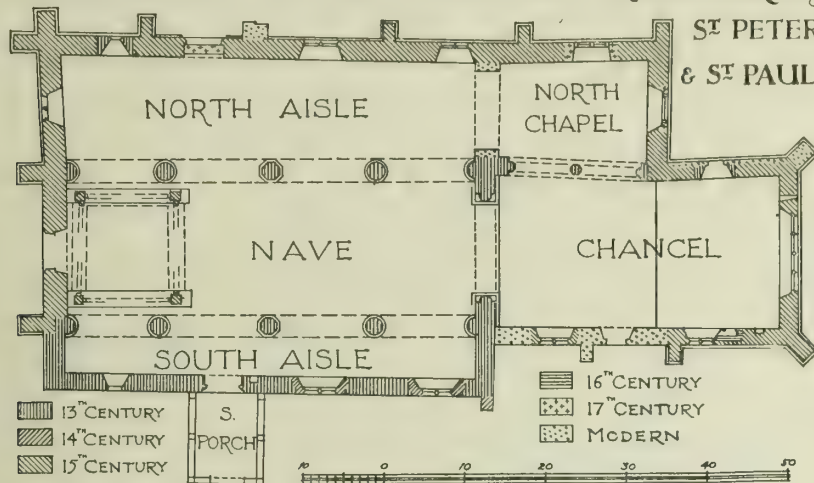 ST PETER
& ST PAUL
NORTH AISLE
NORTH
CHAPEL
NAVE
CHANCEL
SOUTH AISLE
S.
PORCH
13TH CENTURY
14TH CENTURY
15TH CENTURY
16TH CENTURY
17TH CENTURY
MODERN
10 0 10 20 30 40 50